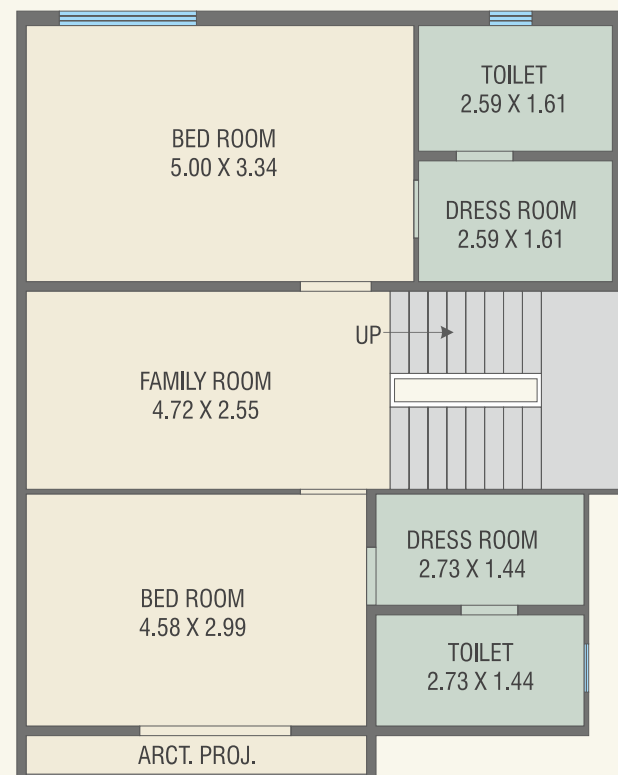 TOILET
2.59 X 1.61
BED ROOM
5.00 X 3.34
DRESS ROOM
2.59 X 1.61
UP
FAMILY ROOM
4.72 X 2.55
DRESS ROOM
2.73 X 1.44
BED ROOM
4.58 X 2.99
TOILET
2.73 X 1.44
ARCT. PROJ.